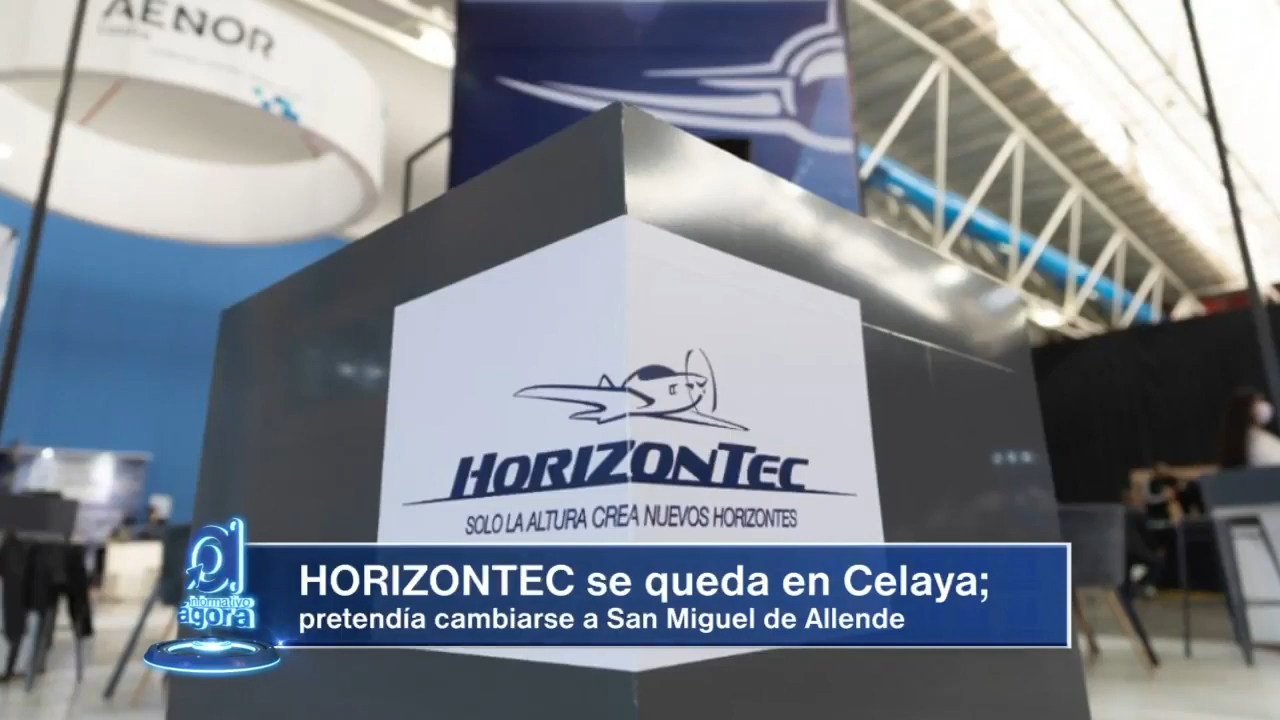 AENOR
HORIZONTEC
SOLO LA ALTURA CREA NUEVOS HORIZONTES
HORIZONTEC se queda en Celaya;
pretendía cambiarse a San Miguel de Allende
informativo
agora